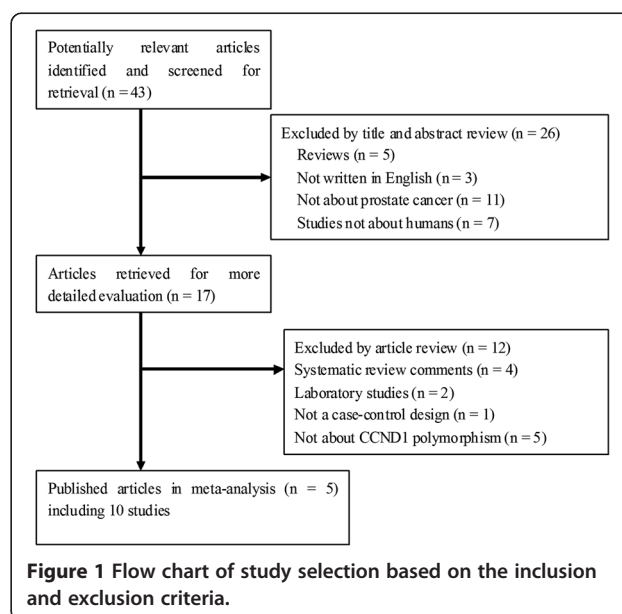 Potentially relevant articles
identified and screened for
retrieval (n = 43)
Excluded by title and abstract review (n = 26)
Reviews (n = 5)
Not written in English (n = 3)
Not about prostate cancer (n = 11)
Studies not about humans (n = 7)
Articles retrieved for more
detailed evaluation (n = 17)
Excluded by article review (n = 12)
Systematic review comments (n = 4)
Laboratory studies (n = 2)
Not a case-control design (n = 1)
Not about CCND1 polymorphism (n = 5)
Published articles in meta-analysis (n = 5)
including 10 studies
Figure 1 Flow chart of study selection based on the inclusion
and exclusion criteria.